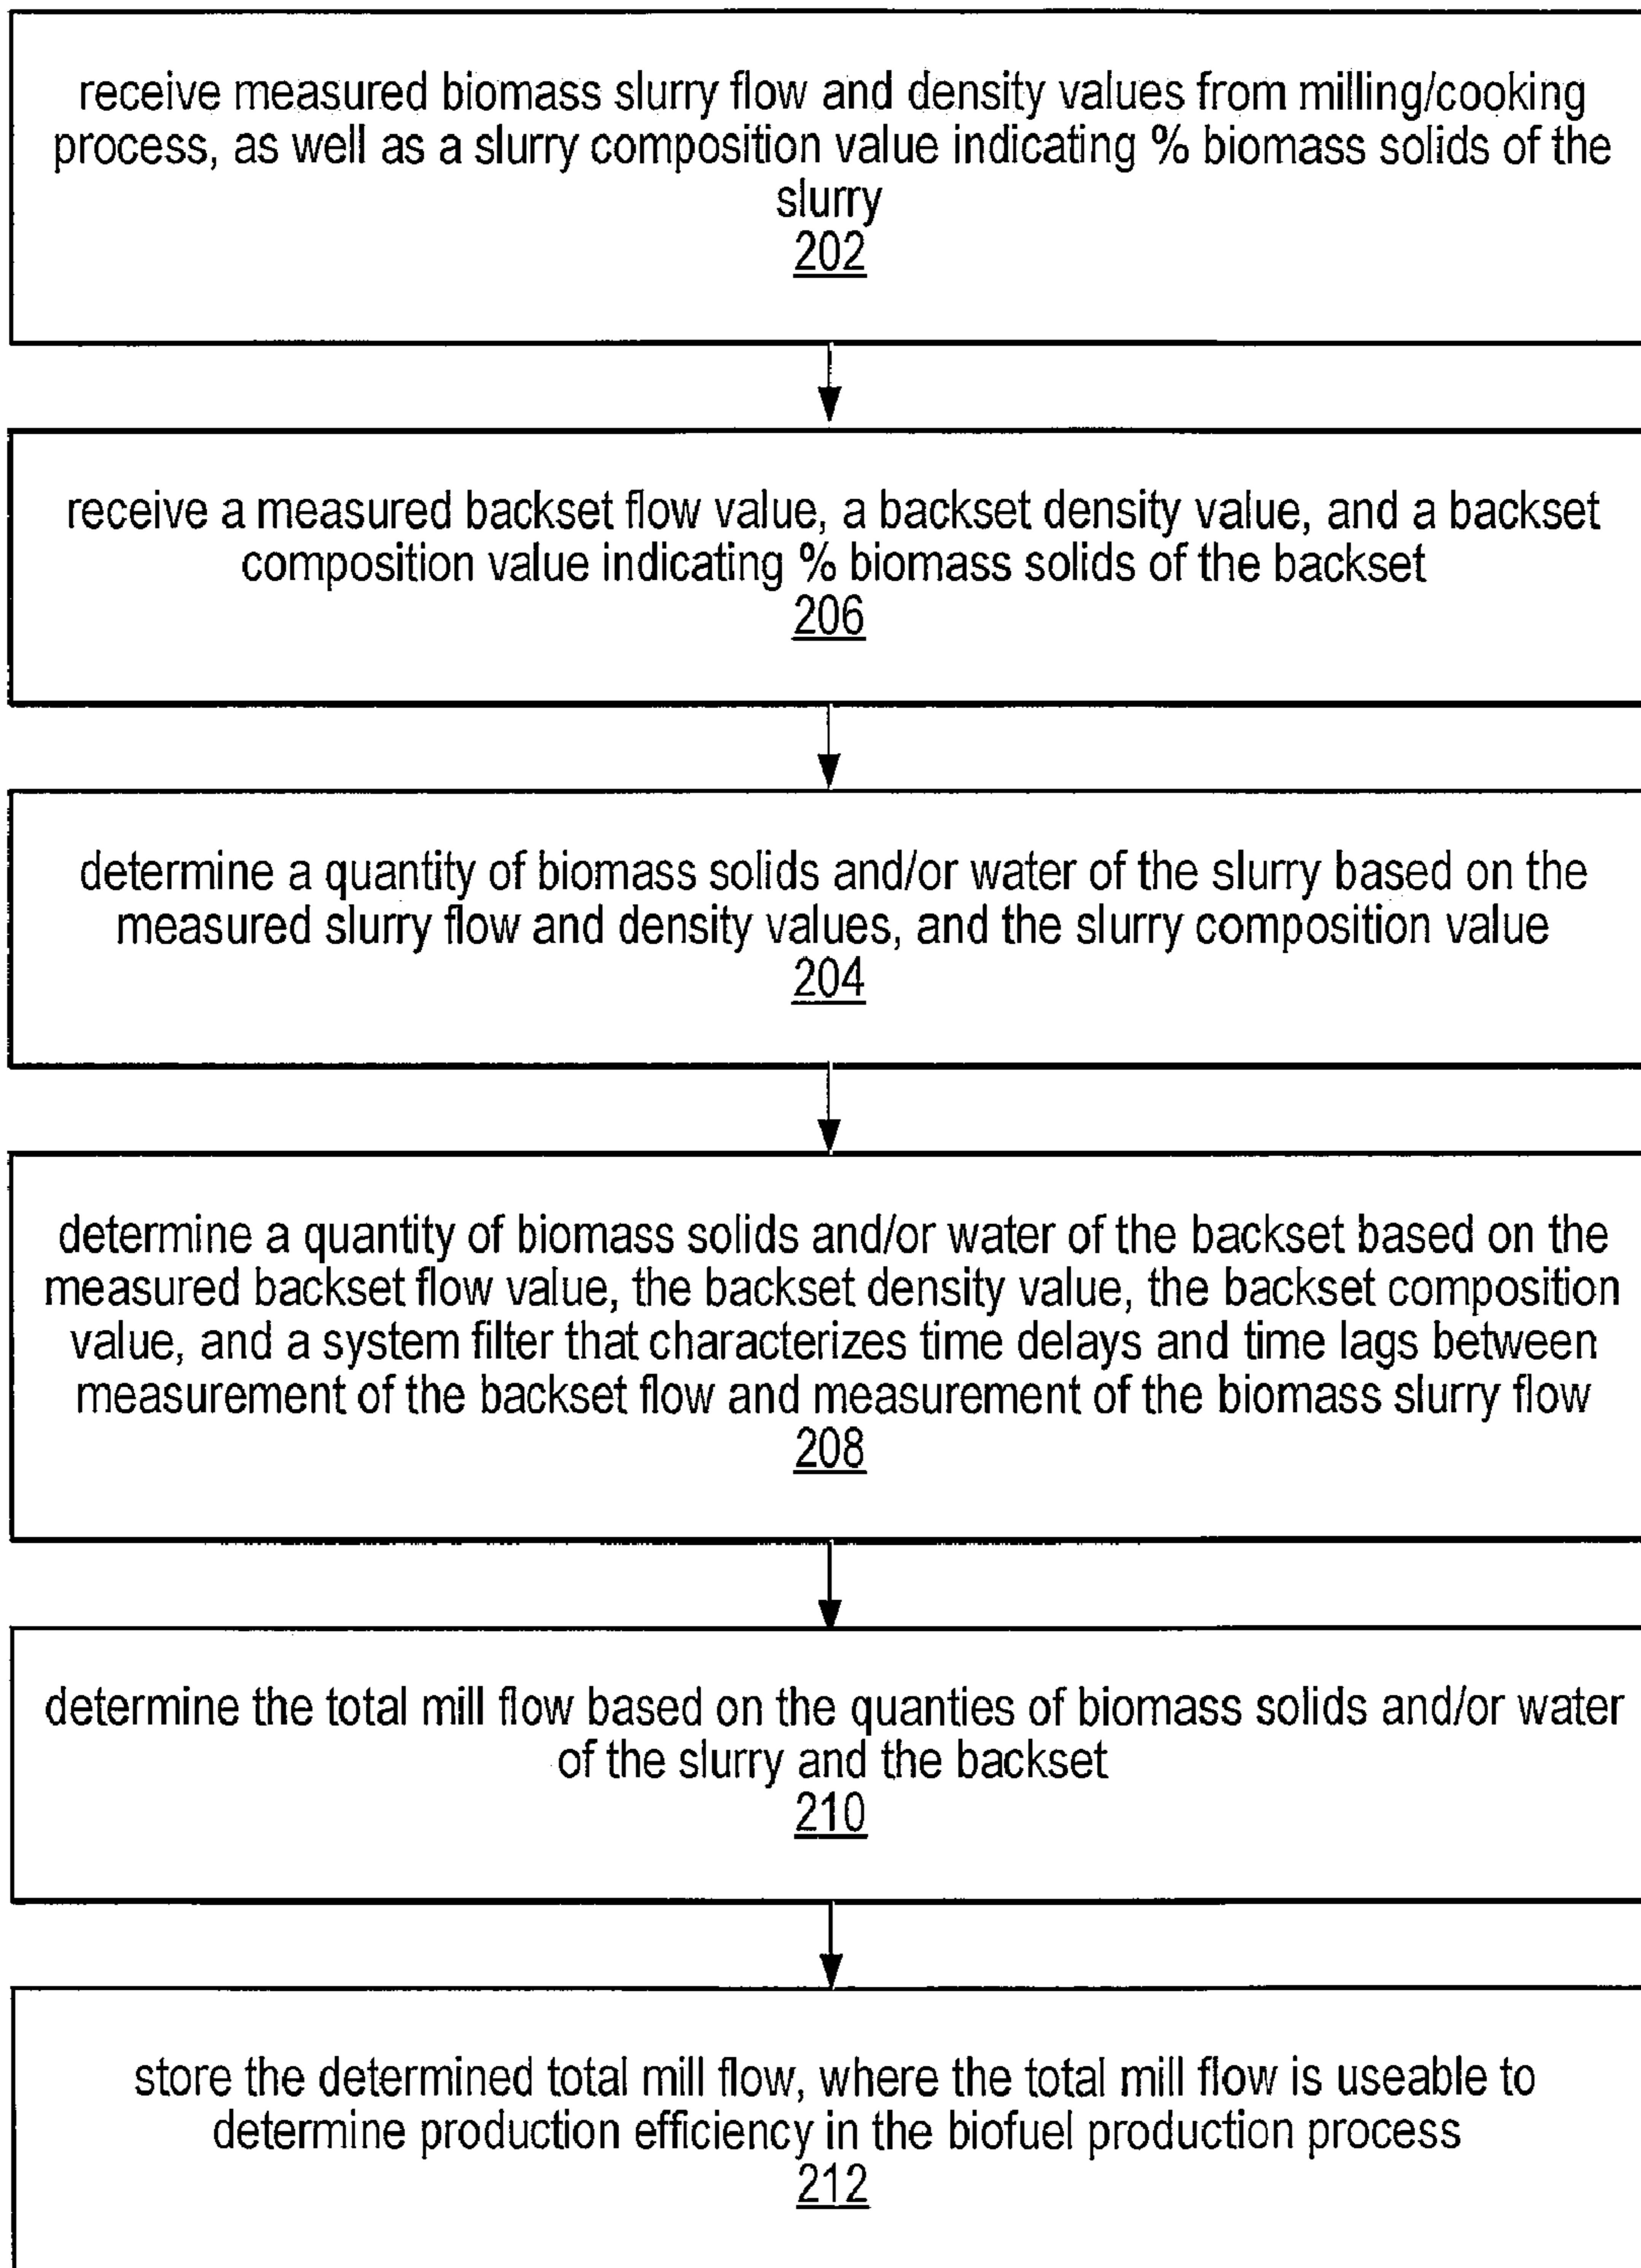 receive measured biomass slurry flow and density values from milling/cooking
process, as well as a slurry composition value indicating % biomass solids of the
slurry
202
receive a measured backset flow value, a backset density value, and a backset
composition value indicating % biomass solids of the backset
206
determine a quantity of biomass solids and/or water of the slurry based on the
measured slurry flow and density values, and the slurry composition value
204
determine a quantity of biomass solids and/or water of the backset based on the
measured backset flow value, the backset density value, the backset composition
value, and a system filter that characterizes time delays and time lags between
measurement of the backset flow and measurement of the biomass slurry flow
208
determine the total mill flow based on the quanties of biomass solids and/or water
of the slurry and the backset
210
store the determined total mill flow, where the total mill flow is useable to
determine production efficiency in the biofuel production process
212